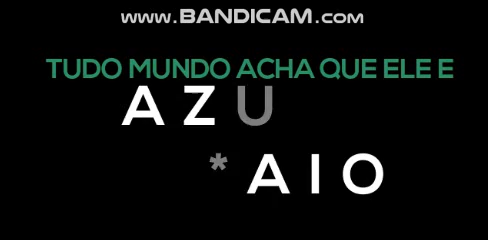 www.BANDICAM.com
TUDO MUNDO ACHA QUE ELE E
A Z U
* A I O